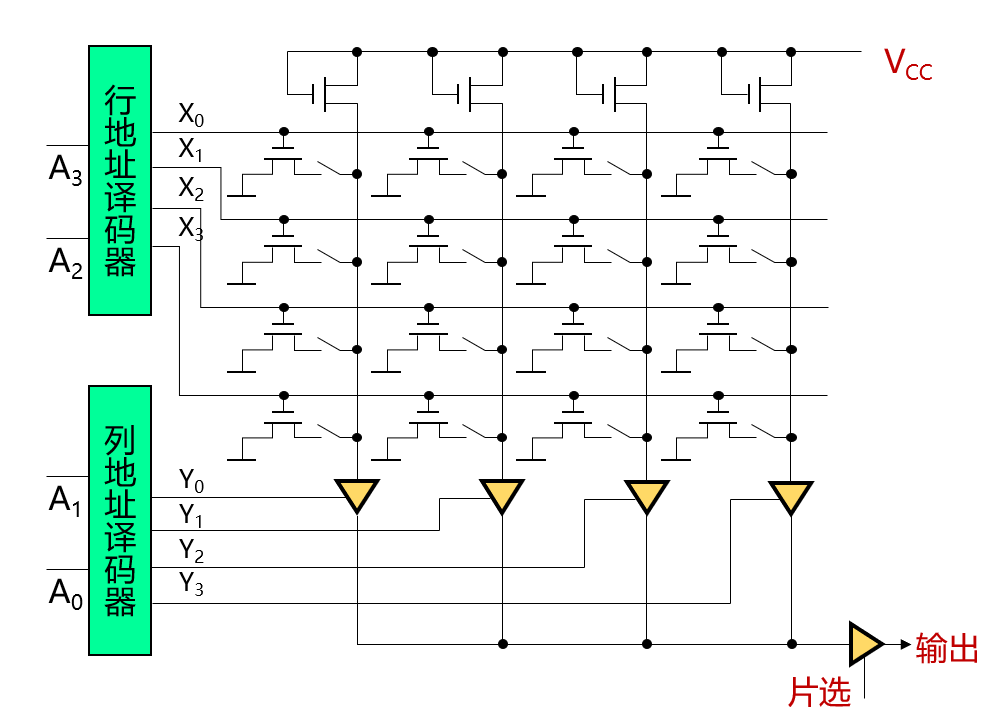 V_CC
行地址译码器
X₀
X₁
X₂
X₃
A₃
A₂
列地址译码器
Y₀
Y₁
Y₂
Y₃
A₁
A₀
输出
片选